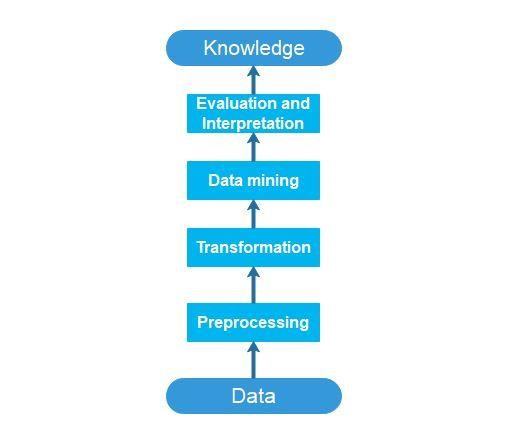 Knowledge
Evaluation and
Interpretation
Data mining
Transformation
Preprocessing
Data